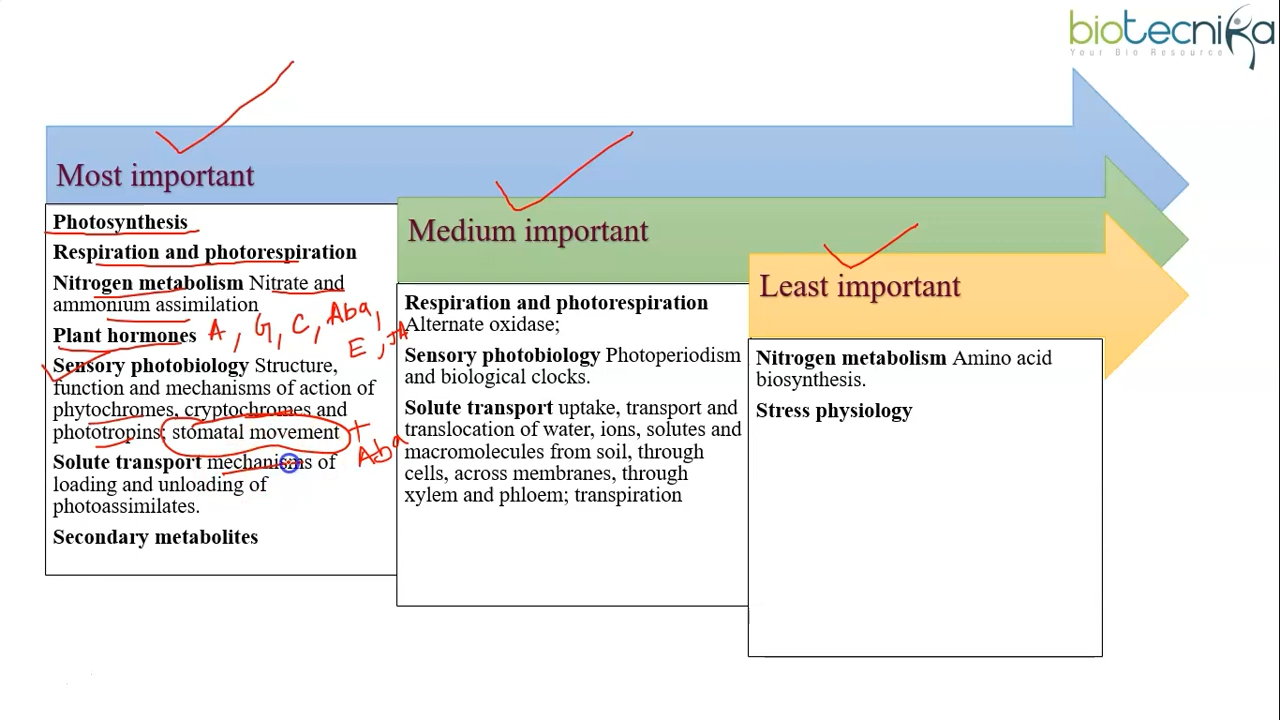 biotecnika
Your Bio Resource
Most important
Photosynthesis
Respiration and photorespiration
Nitrogen metabolism Nitrate and
ammonium assimilation
Plant hormones A, G, C, Aba,
E, JA
Sensory photobiology Structure,
function and mechanisms of action of
phytochromes, cryptochromes and
phototropins; stomatal movement + Aba
Solute transport mechanisms of
loading and unloading of
photoassimilates.
Secondary metabolites
Medium important
Respiration and photorespiration
Alternate oxidase;
Sensory photobiology Photoperiodism
and biological clocks.
Solute transport uptake, transport and
translocation of water, ions, solutes and
macromolecules from soil, through
cells, across membranes, through
xylem and phloem; transpiration
Least important
Nitrogen metabolism Amino acid
biosynthesis.
Stress physiology